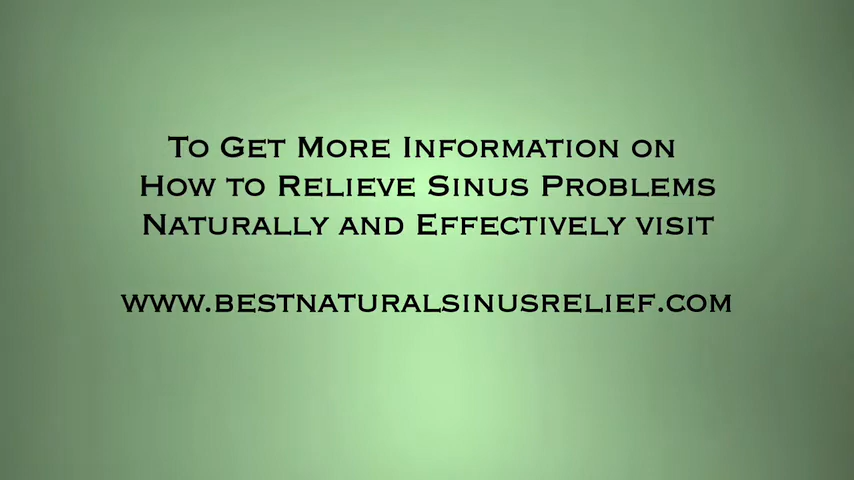 To Get More Information on
How to Relieve Sinus Problems
Naturally and Effectively visit
www.bestnaturalsinusrelief.com